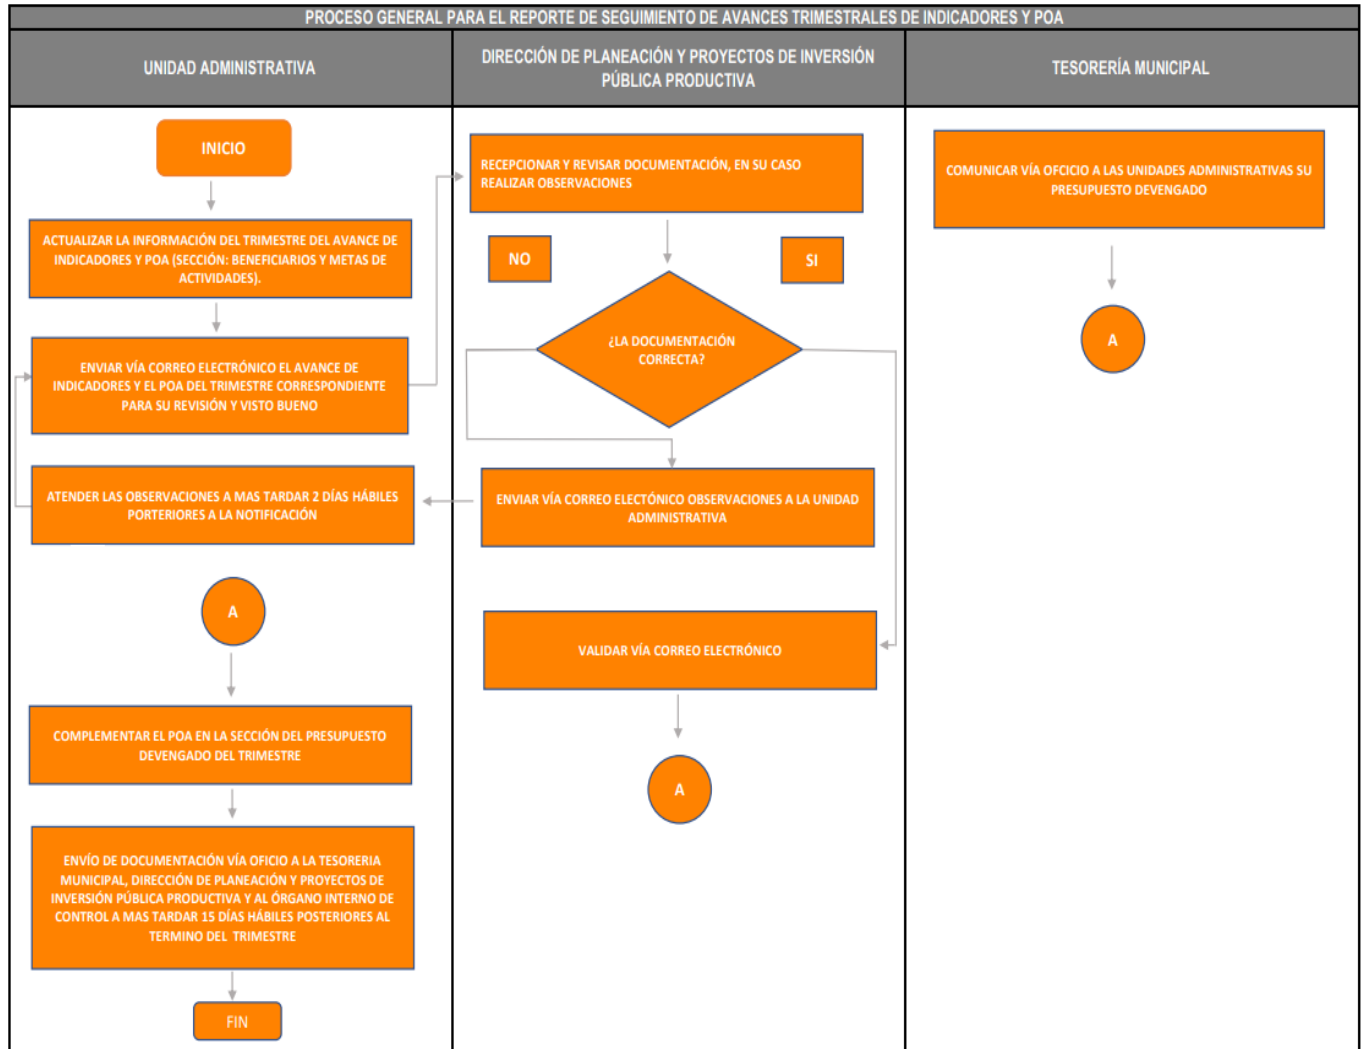 PROCESO GENERAL PARA EL REPORTE DE SEGUIMIENTO DE AVANCES TRIMESTRALES DE INDICADORES Y POA
UNIDAD ADMINISTRATIVA
DIRECCIÓN DE PLANEACIÓN Y PROYECTOS DE INVERSIÓN
PÚBLICA PRODUCTIVA
TESORERÍA MUNICIPAL
INICIO
ACTUALIZAR LA INFORMACIÓN DEL TRIMESTRE DEL AVANCE DE
INDICADORES Y POA (SECCIÓN: BENEFICIARIOS Y METAS DE
ACTIVIDADES).
ENVIAR VÍA CORREO ELECTRÓNICO EL AVANCE DE
INDICADORES Y EL POA DEL TRIMESTRE CORRESPONDIENTE
PARA SU REVISIÓN Y VISTO BUENO
ATENDER LAS OBSERVACIONES A MAS TARDAR 2 DÍAS HÁBILES
PORTERIORES A LA NOTIFICACIÓN
A
COMPLEMENTAR EL POA EN LA SECCIÓN DEL PRESUPUESTO
DEVENGADO DEL TRIMESTRE
ENVÍO DE DOCUMENTACIÓN VÍA OFICIO A LA TESORERIA
MUNICIPAL, DIRECCIÓN DE PLANEACIÓN Y PROYECTOS DE
INVERSIÓN PÚBLICA PRODUCTIVA Y AL ÓRGANO INTERNO DE
CONTROL A MAS TARDAR 15 DÍAS HÁBILES POSTERIORES AL
TERMINO DEL TRIMESTRE
FIN
RECEPCIONAR Y REVISAR DOCUMENTACIÓN, EN SU CASO
REALIZAR OBSERVACIONES
NO
SI
¿LA DOCUMENTACIÓN
CORRECTA?
ENVIAR VÍA CORREO ELECTÓNICO OBSERVACIONES A LA UNIDAD
ADMINISTRATIVA
VALIDAR VÍA CORREO ELECTRÓNICO
A
COMUNICAR VÍA OFCICIO A LAS UNIDADES ADMINISTRATIVAS SU
PRESUPUESTO DEVENGADO
A